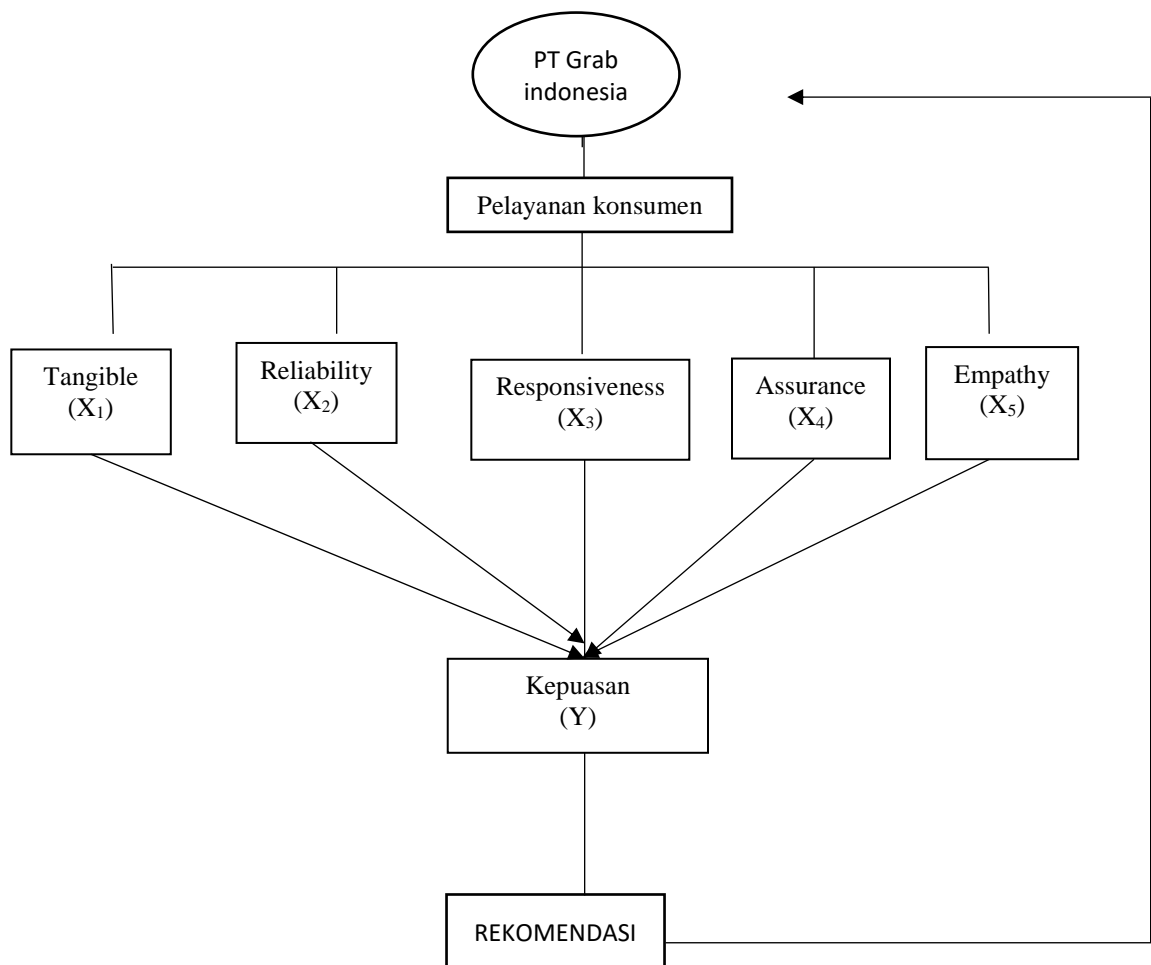 PT Grab
indonesia
Pelayanan konsumen
Tangible
(X₁)
Reliability
(X₂)
Responsiveness
(X₃)
Assurance
(X₄)
Empathy
(X₅)
Kepuasan
(Y)
REKOMENDASI